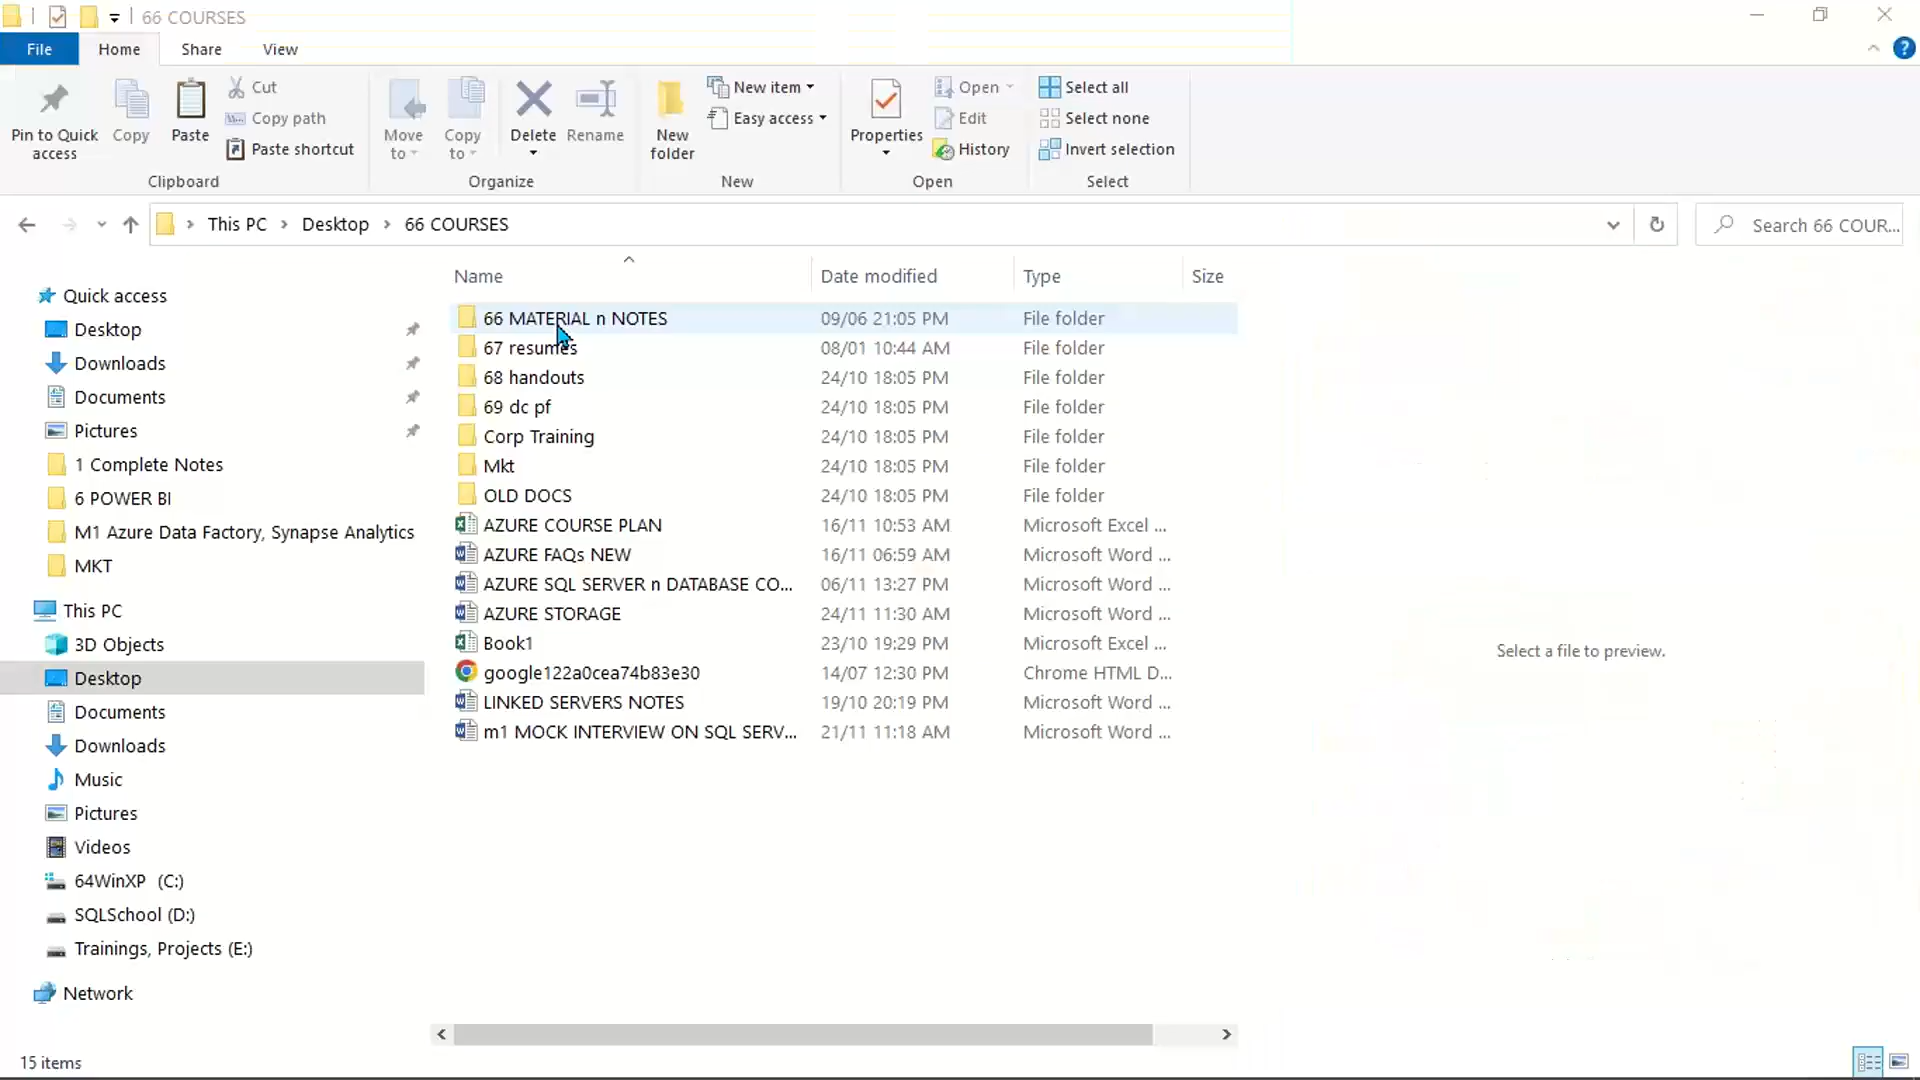 66 COURSES
File
Home
Share
View
Pin to Quick access
Copy
Paste
Cut
Copy path
Paste shortcut
Clipboard
Move to
Copy to
Delete
Rename
Organize
New folder
New item
Easy access
New
Properties
Open
Edit
History
Open
Select all
Select none
Invert selection
Select
This PC > Desktop > 66 COURSES
Search 66 COUR...
Name Date modified Type Size
66 MATERIAL n NOTES 09/06 21:05 PM File folder
67 resumes 08/01 10:44 AM File folder
68 handouts 24/10 18:05 PM File folder
69 dc pf 24/10 18:05 PM File folder
Corp Training 24/10 18:05 PM File folder
Mkt 24/10 18:05 PM File folder
OLD DOCS 24/10 18:05 PM File folder
AZURE COURSE PLAN 16/11 10:53 AM Microsoft Excel ...
AZURE FAQs NEW 16/11 06:59 AM Microsoft Word ...
AZURE SQL SERVER n DATABASE CO... 06/11 13:27 PM Microsoft Word ...
AZURE STORAGE 24/11 11:30 AM Microsoft Word ...
Book1 23/10 19:29 PM Microsoft Excel ...
google122a0cea74b83e30 14/07 12:30 PM Chrome HTML D...
LINKED SERVERS NOTES 19/10 20:19 PM Microsoft Word ...
m1 MOCK INTERVIEW ON SQL SERV... 21/11 11:18 AM Microsoft Word ...
Quick access
Desktop
Downloads
Documents
Pictures
1 Complete Notes
6 POWER BI
M1 Azure Data Factory, Synapse Analytics
MKT
This PC
3D Objects
Desktop
Documents
Downloads
Music
Pictures
Videos
64WinXP (C:)
SQLSchool (D:)
Trainings, Projects (E:)
Network
Select a file to preview.
15 items